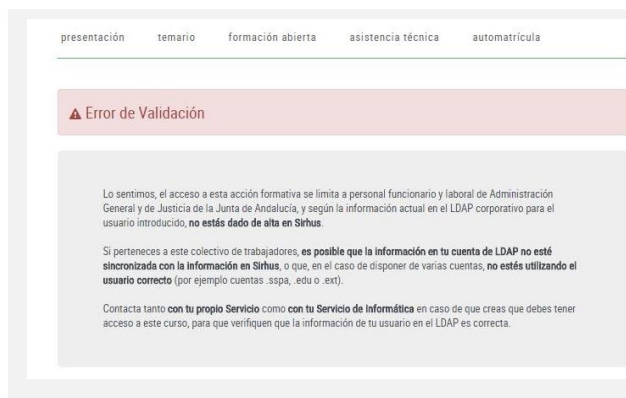 presentación temario formación abierta asistencia técnica automatrícula
Error de Validación
Lo sentimos, el acceso a esta acción formativa se limita a personal funcionario y laboral de Administración
General y de Justicia de la Junta de Andalucía, y según la información actual en el LDAP corporativo para el
usuario introducido, no estás dado de alta en Sirhus.
Si perteneces a este colectivo de trabajadores, es posible que la información en tu cuenta de LDAP no esté
sincronizada con la información en Sirhus, o que, en el caso de disponer de varias cuentas, no estés utilizando el
usuario correcto (por ejemplo cuentas .sspa, .edu o .ext).
Contacta tanto con tu propio Servicio como con tu Servicio de Informática en caso de que creas que debes tener
acceso a este curso, para que verifiquen que la información de tu usuario en el LDAP es correcta.